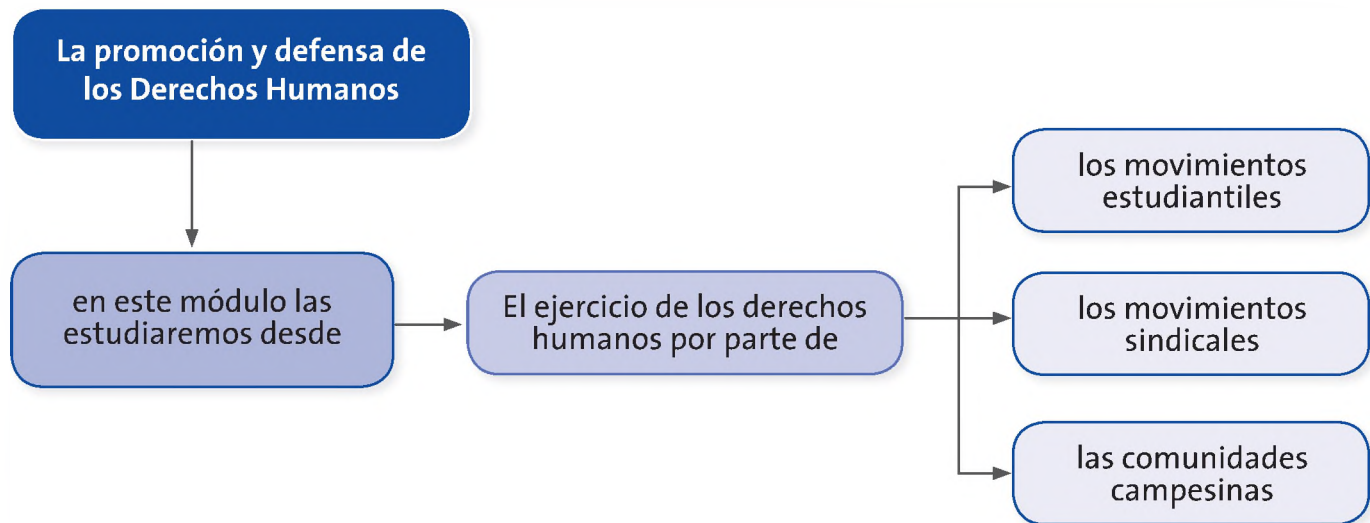 La promoción y defensa de
los Derechos Humanos
en este módulo las
estudiaremos desde
El ejercicio de los derechos
humanos por parte de
los movimientos
estudiantiles
los movimientos
sindicales
las comunidades
campesinas